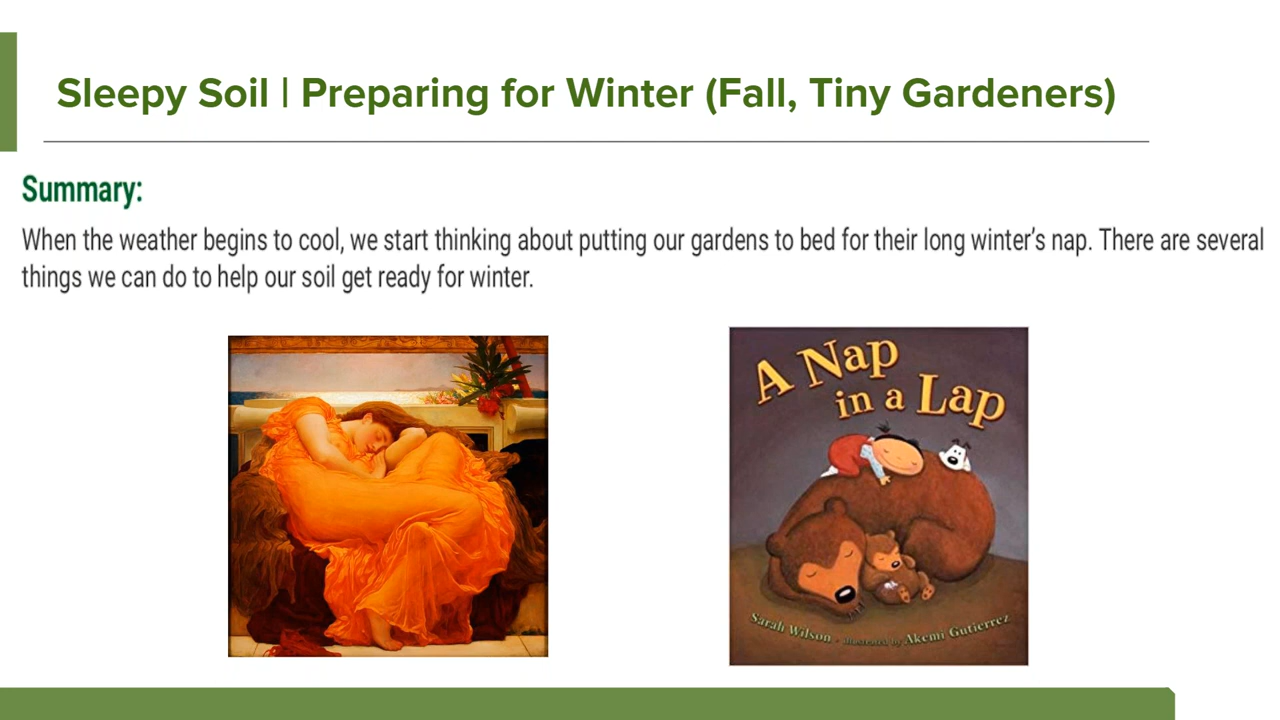 Sleepy Soil | Preparing for Winter (Fall, Tiny Gardeners)
Summary:
When the weather begins to cool, we start thinking about putting our gardens to bed for their long winter’s nap. There are several
things we can do to help our soil get ready for winter.
A Nap
in a Lap
Sarah Wilson • illustrated by Akemi Gutierrez